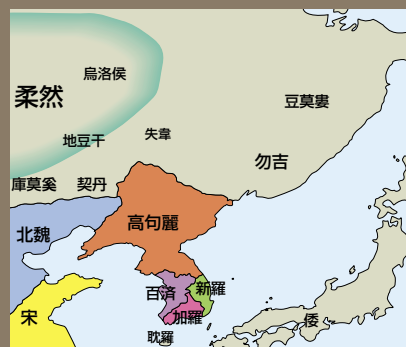 烏洛侯
柔然
豆莫婁
地豆干
失韋
勿吉
庫莫奚
契丹
高句麗
北魏
新羅
百済
加羅
宋
倭
耽羅